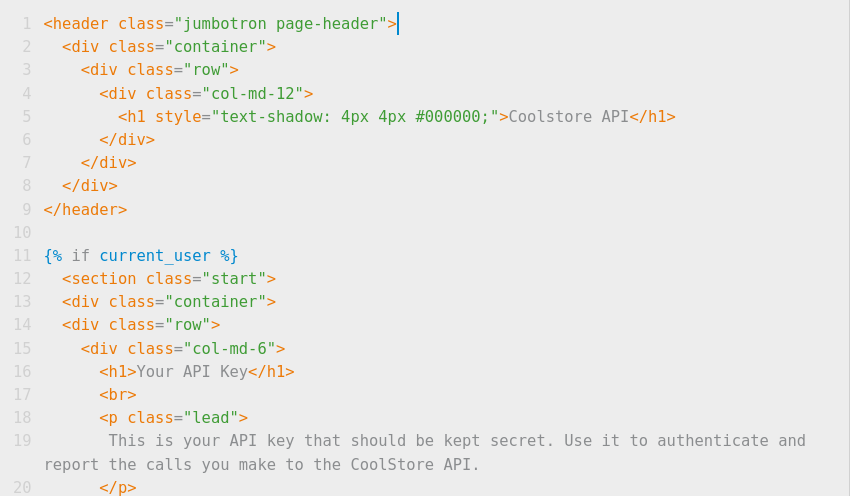 1 <header class="jumbotron page-header">
2   <div class="container">
3     <div class="row">
4       <div class="col-md-12">
5         <h1 style="text-shadow: 4px 4px #000000;">Coolstore API</h1>
6       </div>
7     </div>
8   </div>
9 </header>
10
11 {% if current_user %}
12   <section class="start">
13   <div class="container">
14   <div class="row">
15     <div class="col-md-6">
16       <h1>Your API Key</h1>
17       <br>
18       <p class="lead">
19        This is your API key that should be kept secret. Use it to authenticate and
report the calls you make to the CoolStore API.
20       </p>